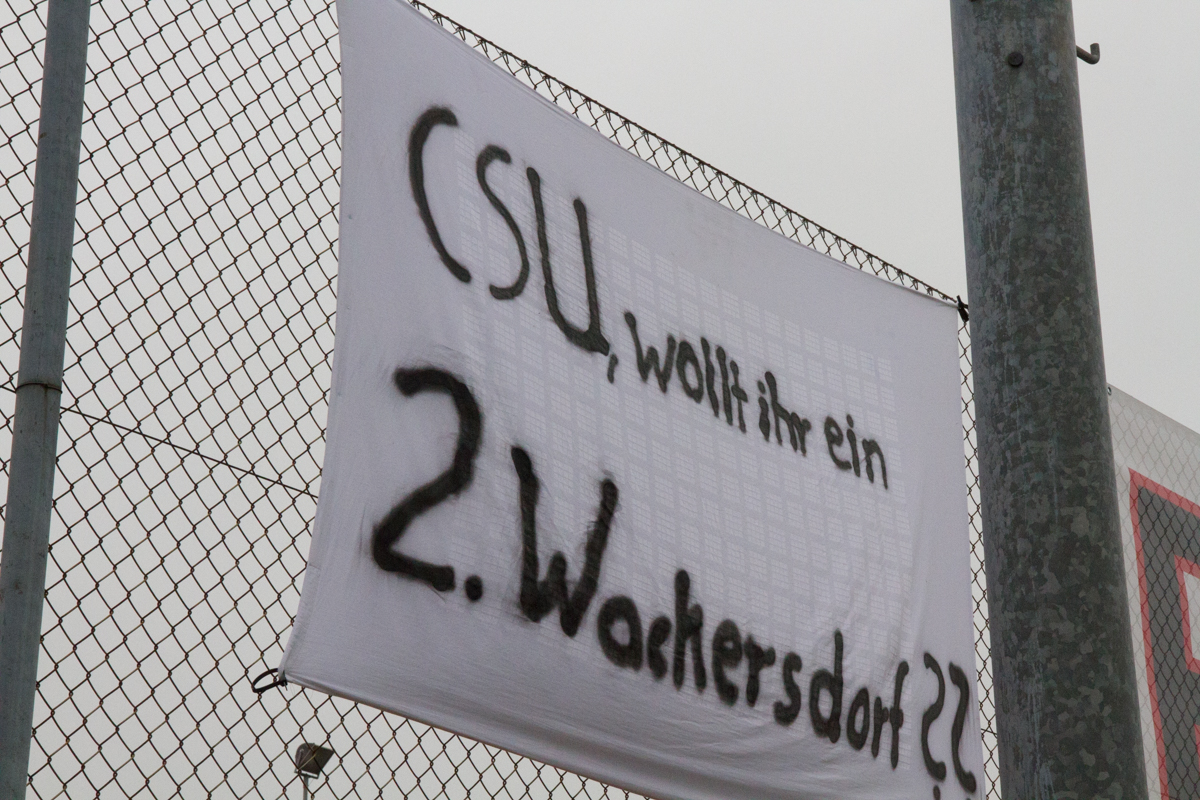 CSU, wollt ihr ein
2. Wackersdorf ??